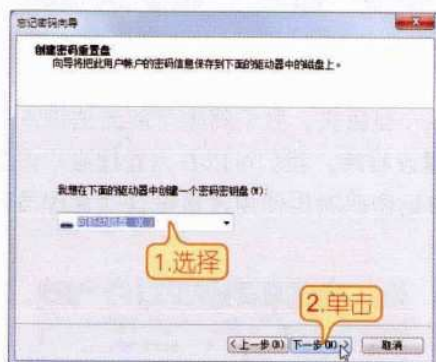 忘记密码向导
创建密码重置盘
向导将把此用户帐户的密码信息保存到下面的驱动器中的磁盘上。
我想在下面的驱动器中创建一个密码密钥盘(W):
1.选择
2.单击
<上一步(B) 下一步(N)> 取消